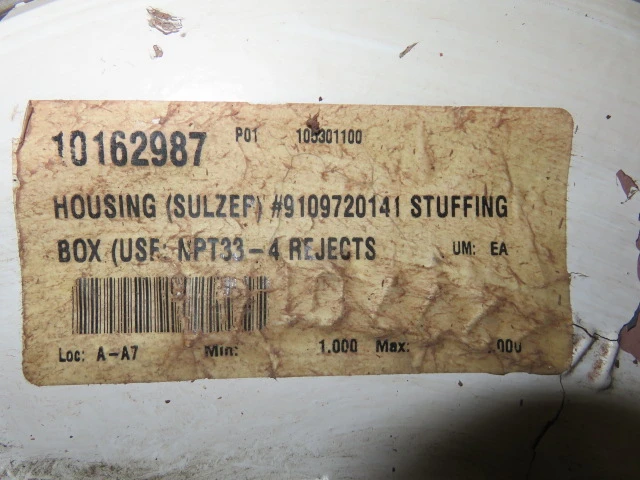 10162987 P01 105301100
HOUSING (SULZER) #9109720141 STUFFING
BOX (USE: NPT33-4 REJECTS UM: EA
Loc: A-A7 Min: 1.000 Max: .000